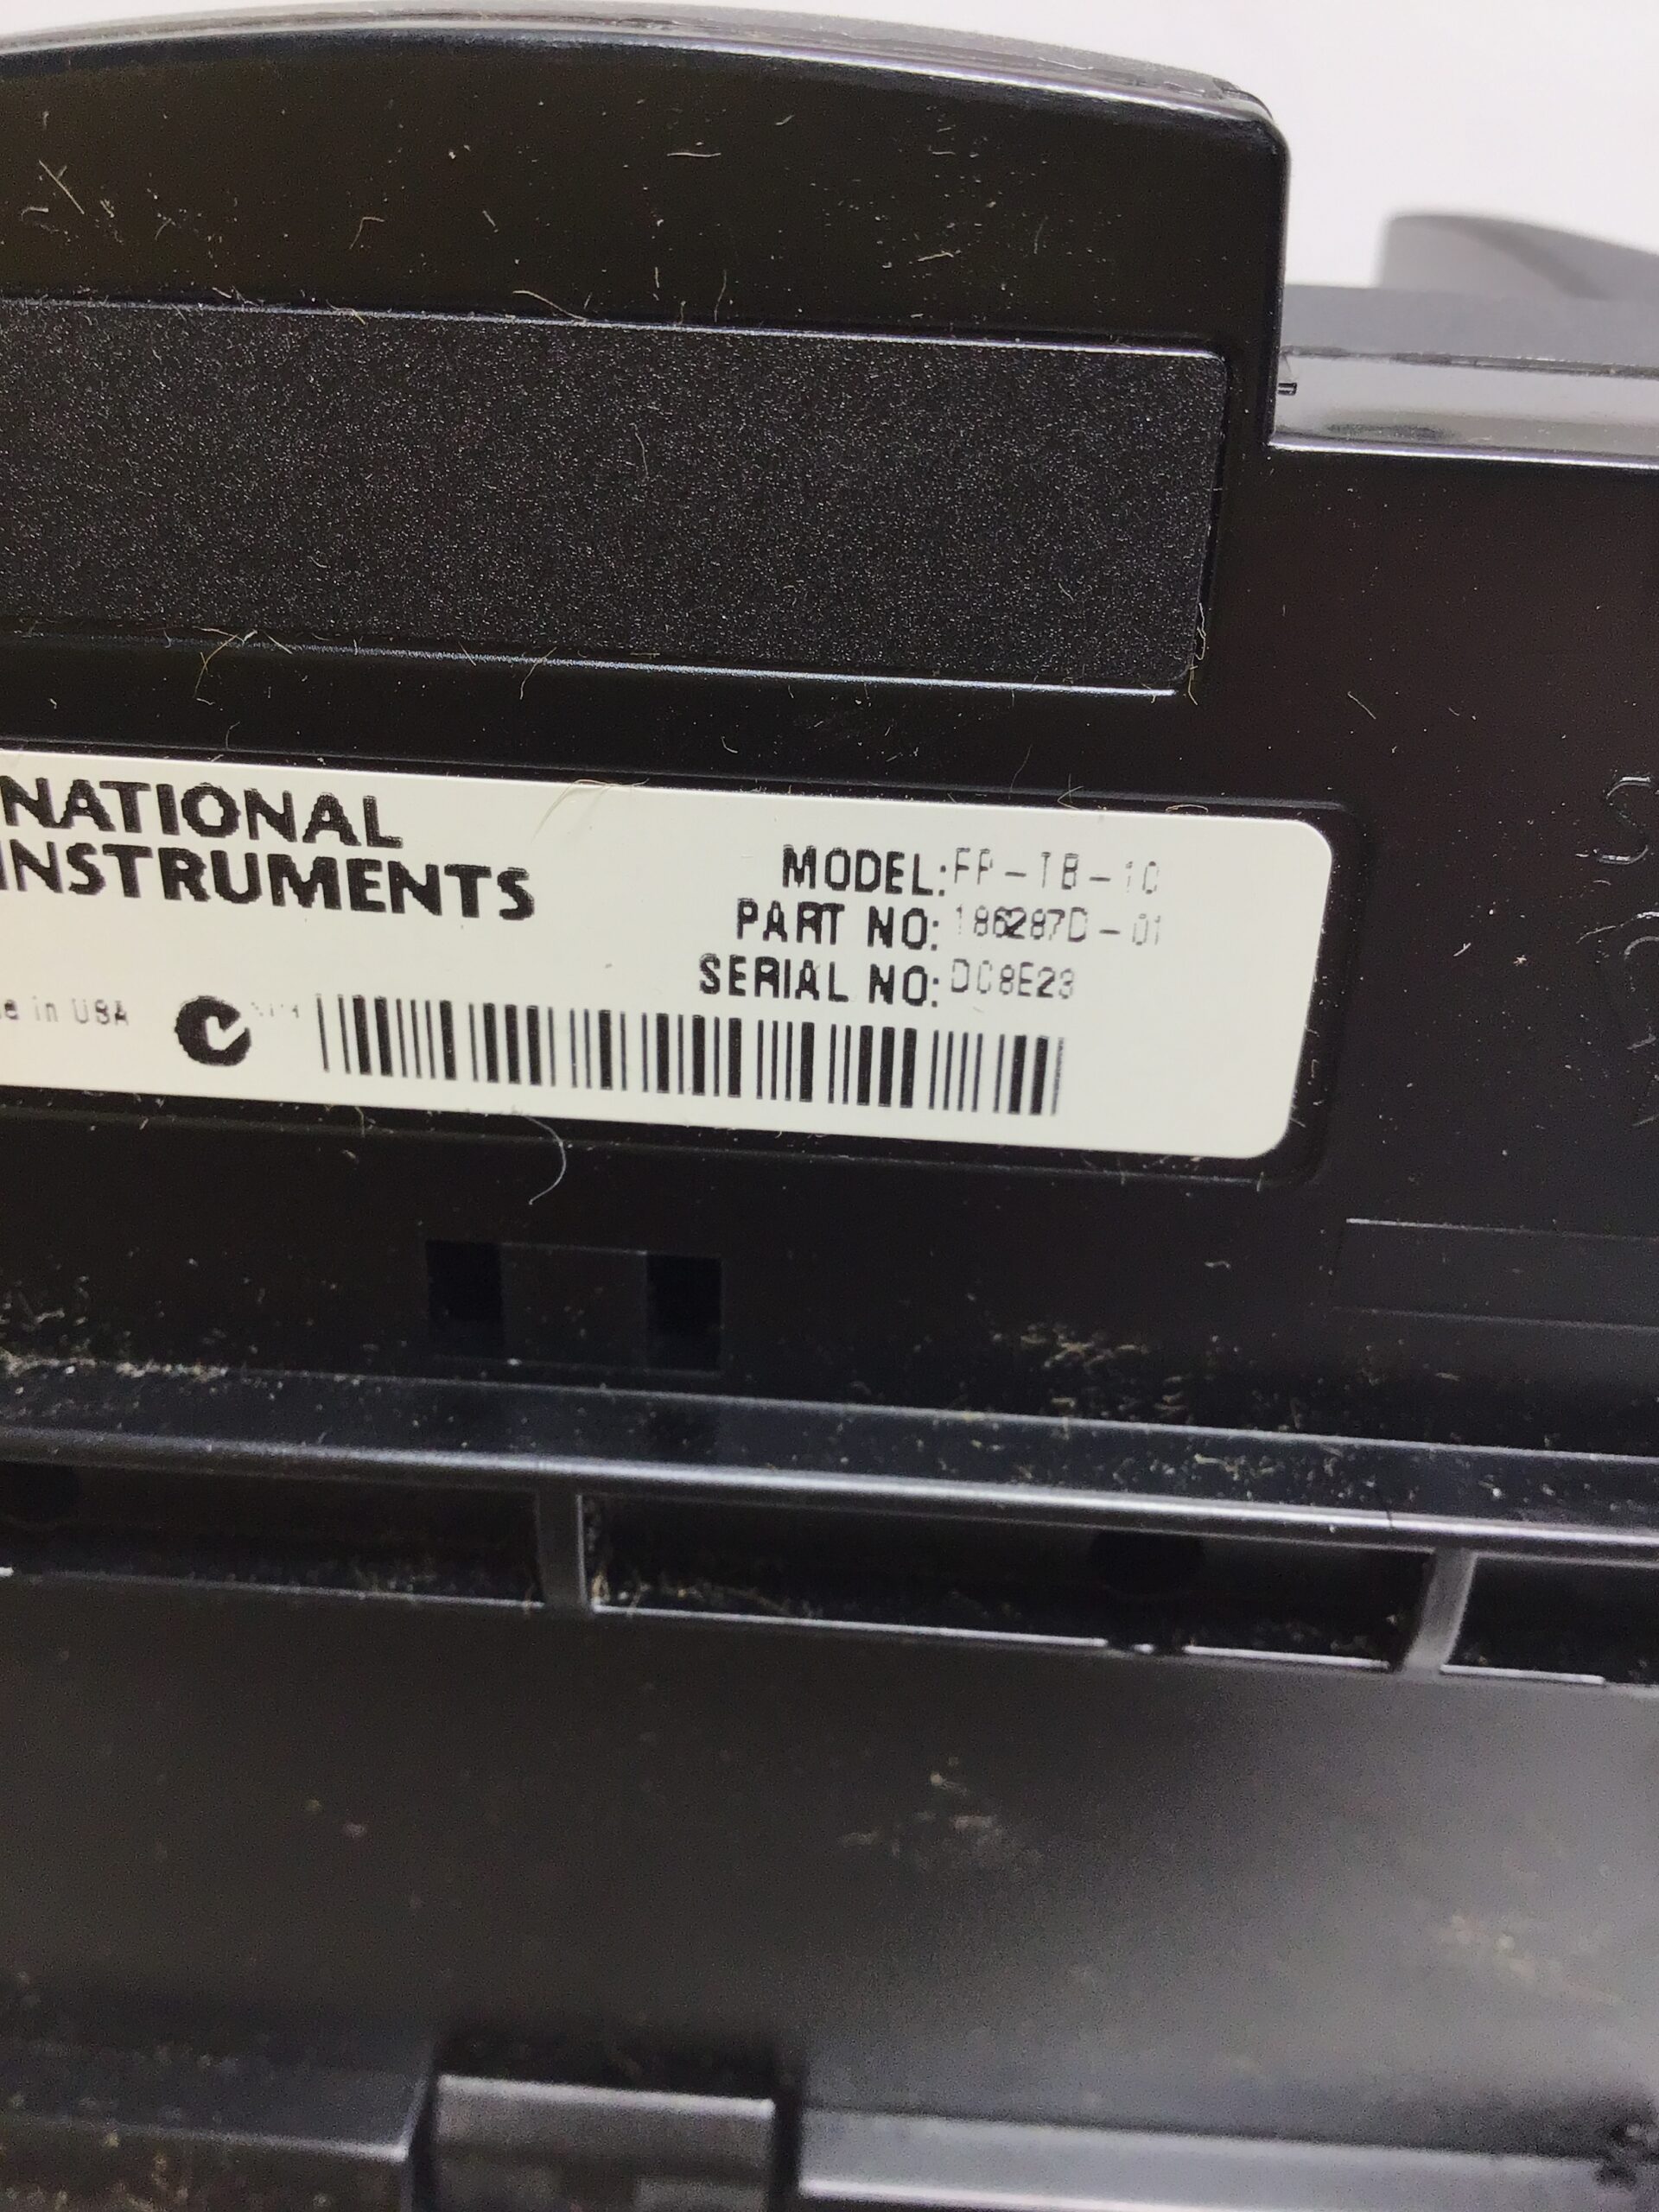 NATIONAL
INSTRUMENTS
MODEL: FP-TB-10
PART NO: 186287D-01
SERIAL NO: DC8E23
in USA